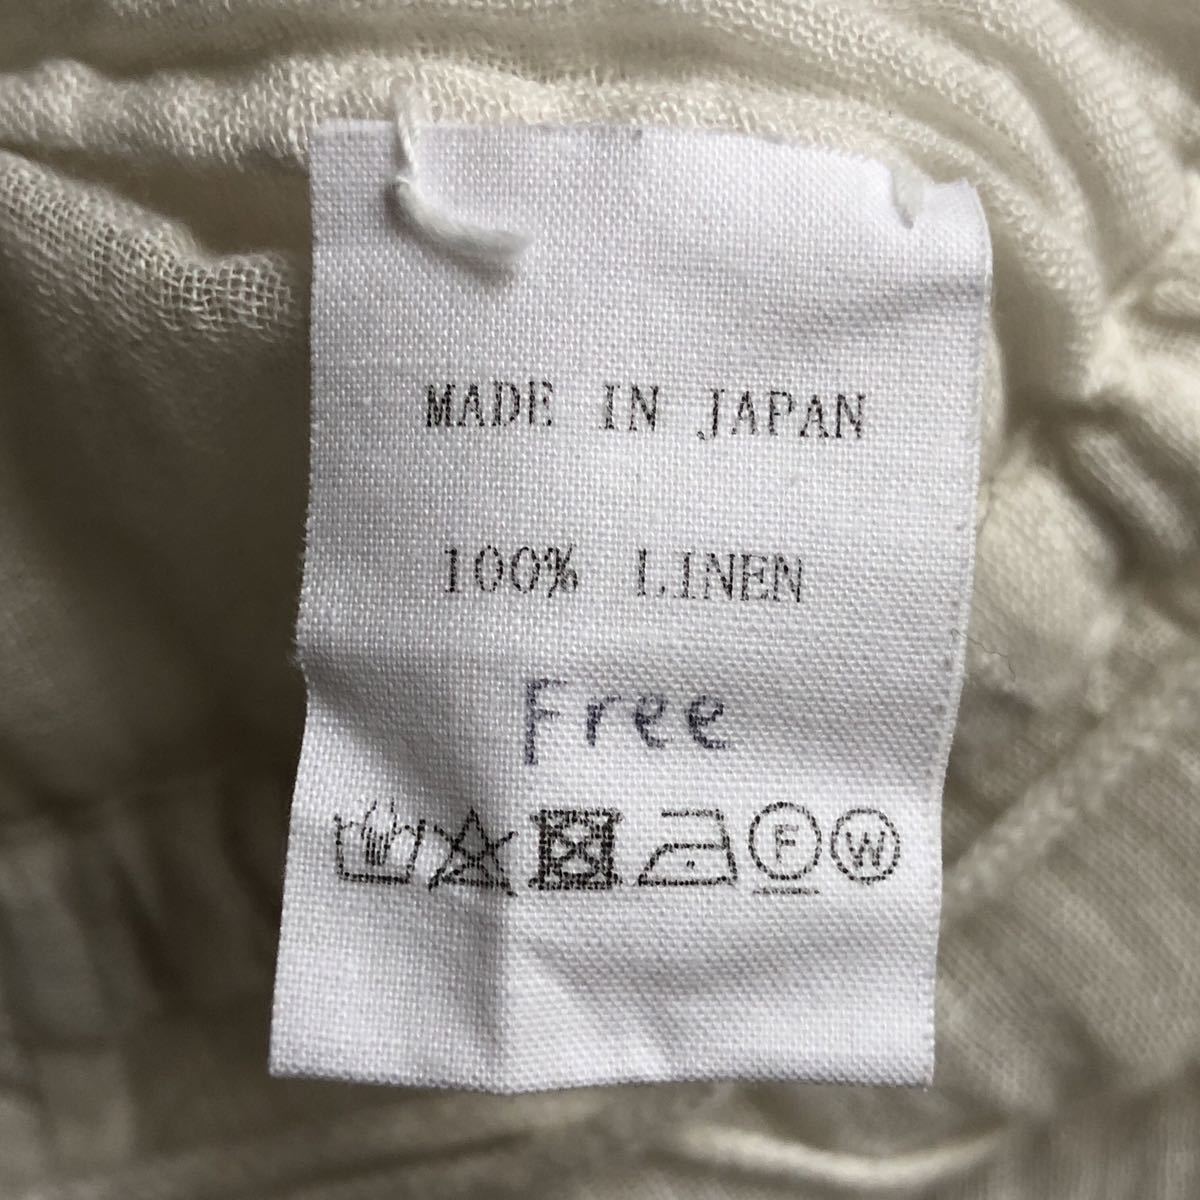 MADE IN JAPAN
100% LINEN
Free
F W